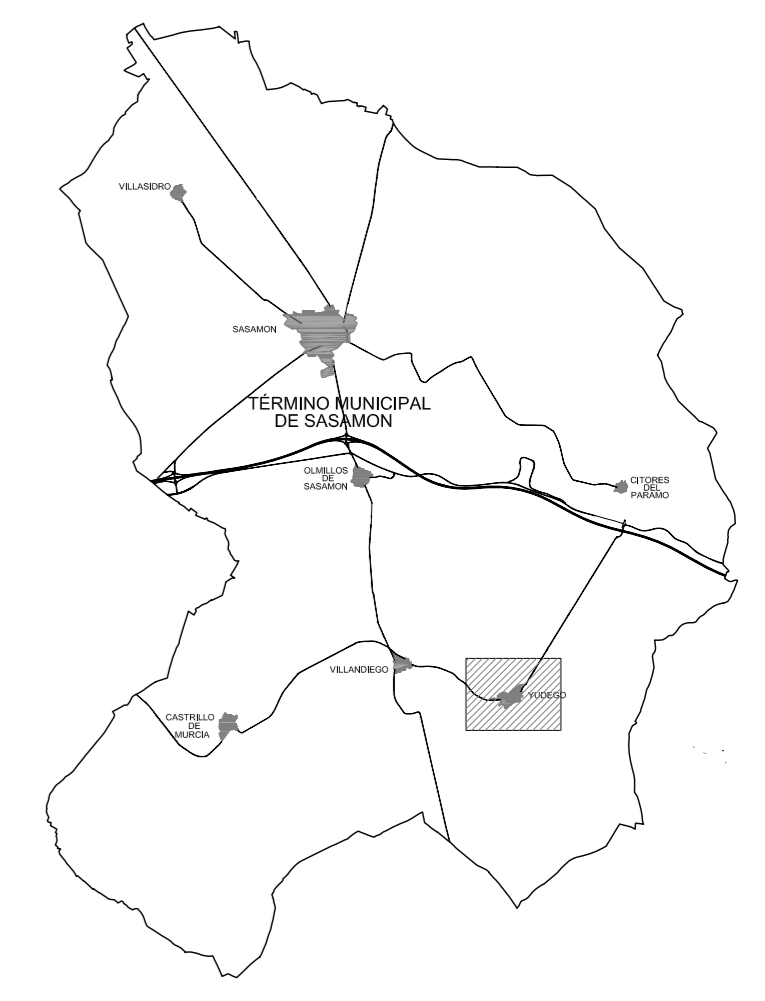 VILLASIDRO
SASAMON
TÉRMINO MUNICIPAL
DE SASAMON
OLMILLOS
DE
SASAMON
CITORES
DEL
PARAMO
VILLANDIEGO
YUDEGO
CASTRILLO
DE
MURCIA